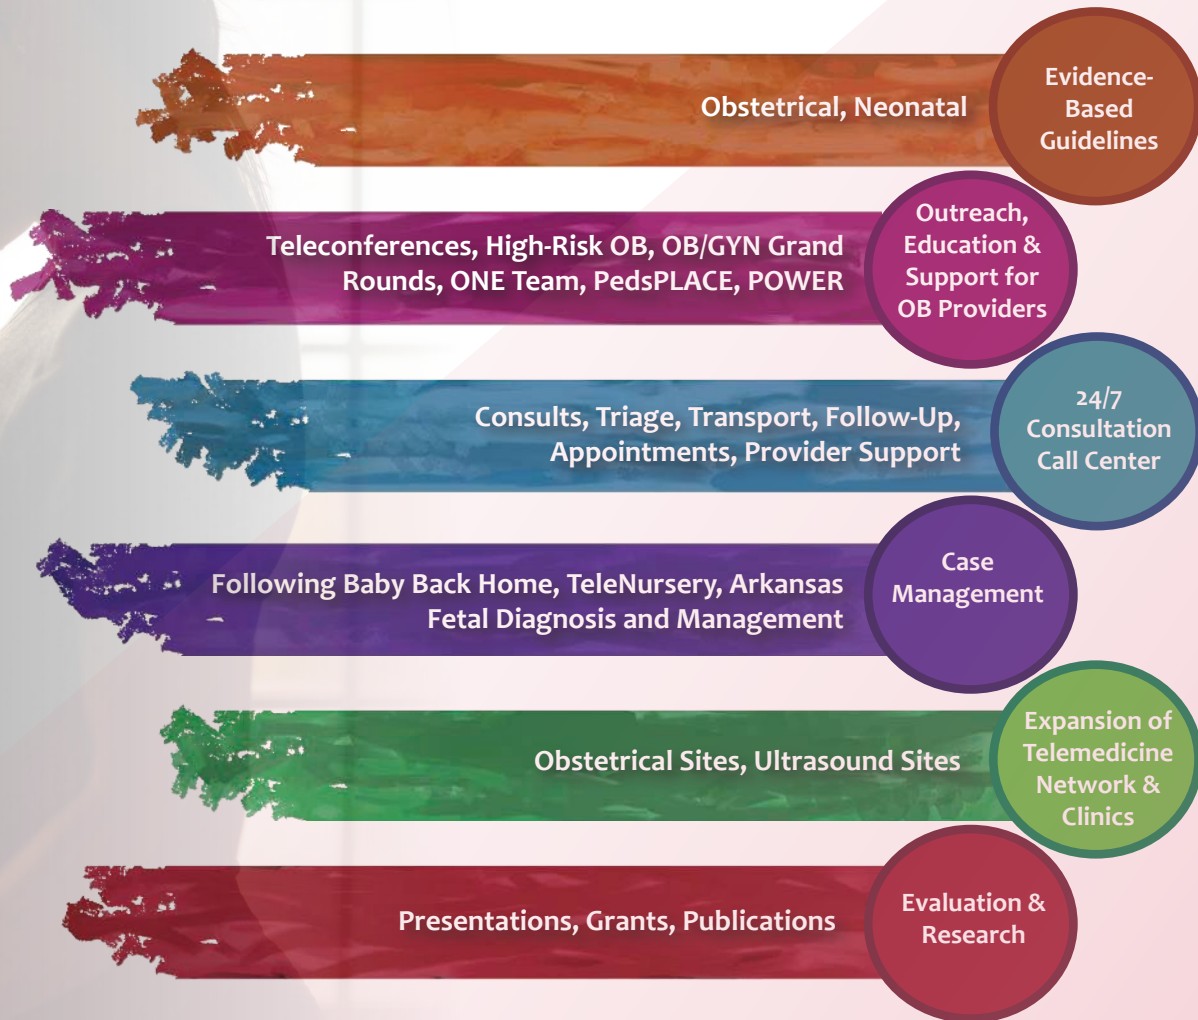 Obstetrical, Neonatal
Evidence-
Based
Guidelines
Teleconferences, High-Risk OB, OB/GYN Grand
Rounds, ONE Team, PedsPLACE, POWER
Outreach,
Education &
Support for
OB Providers
Consults, Triage, Transport, Follow-Up,
Appointments, Provider Support
24/7
Consultation
Call Center
Following Baby Back Home, TeleNursery, Arkansas
Fetal Diagnosis and Management
Case
Management
Obstetrical Sites, Ultrasound Sites
Expansion of
Telemedicine
Network &
Clinics
Presentations, Grants, Publications
Evaluation &
Research